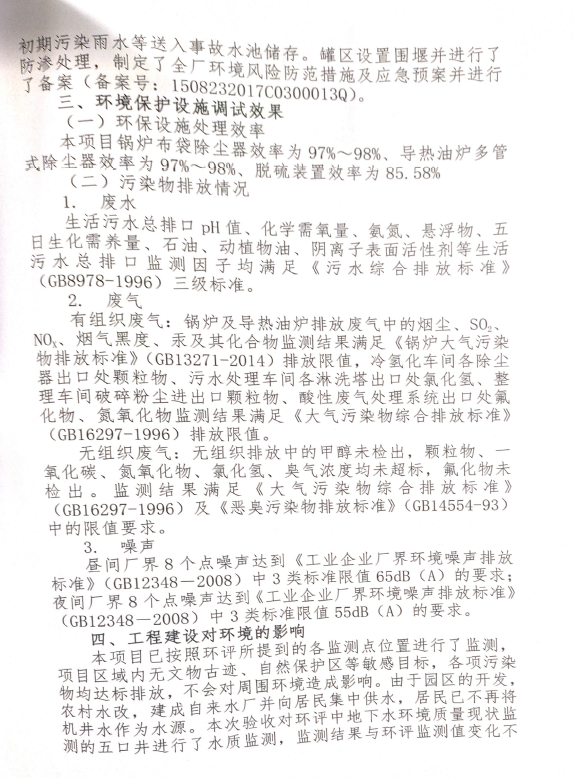 初期污染雨水等送入事故水池储存。罐区设置围堰并进行了
防渗处理，制定了全厂环境风险防范措施及应急预案并进行
了备案（备案号：1508232017C0300013Q）。
三、环境保护设施调试效果
（一）环保设施处理效率
本项目锅炉布袋除尘器效率为 97%～98%、导热油炉多管
式除尘器效率为 97%～98%、脱硫装置效率为 85.58%
（二）污染物排放情况
1. 废水
生活污水总排口 pH 值、化学需氧量、氨氮、悬浮物、五
日生化需养量、石油、动植物油、阴离子表面活性剂等生活
污水总排口监测因子均满足《污水综合排放标准》
（GB8978-1996）三级标准。
2. 废气
有组织废气：锅炉及导热油炉排放废气中的烟尘、SO₂、
NOₓ、烟气黑度、汞及其化合物监测结果满足《锅炉大气污染
物排放标准》（GB13271-2014）排放限值，冷氢化车间各除尘
器出口处颗粒物、污水处理车间各淋洗塔出口处氯化氢、整
理车间破碎粉尘进出口颗粒物、酸性废气处理系统出口处氟
化物、氮氧化物监测结果满足《大气污染物综合排放标准》
（GB16297-1996）排放限值。
无组织废气：无组织排放中的甲醇未检出，颗粒物、一
氧化碳、氮氧化物、氯化氢、臭气浓度均未超标，氟化物未
检出。监测结果满足《大气污染物综合排放标准》
（GB16297-1996）及《恶臭污染物排放标准》（GB14554-93）
中的限值要求。
3. 噪声
昼间厂界 8 个点噪声达到《工业企业厂界环境噪声排放
标准》（GB12348—2008）中 3 类标准限值 65dB（A）的要求；
夜间厂界 8 个点噪声达到《工业企业厂界环境噪声排放标准》
（GB12348—2008）中 3 类标准限值 55dB（A）的要求。
四、工程建设对环境的影响
本项目已按照环评所提到的各监测点位置进行了监测，
项目区域内无文物古迹、自然保护区等敏感目标，各项污染
物均达标排放，不会对周围环境造成影响。由于园区的开发，
农村水改，建成自来水厂并向居民集中供水，居民已不再将
机井水作为水源。本次验收对环评中地下水环境质量现状监
测的五口井进行了水质监测，监测结果与环评监测值变化不